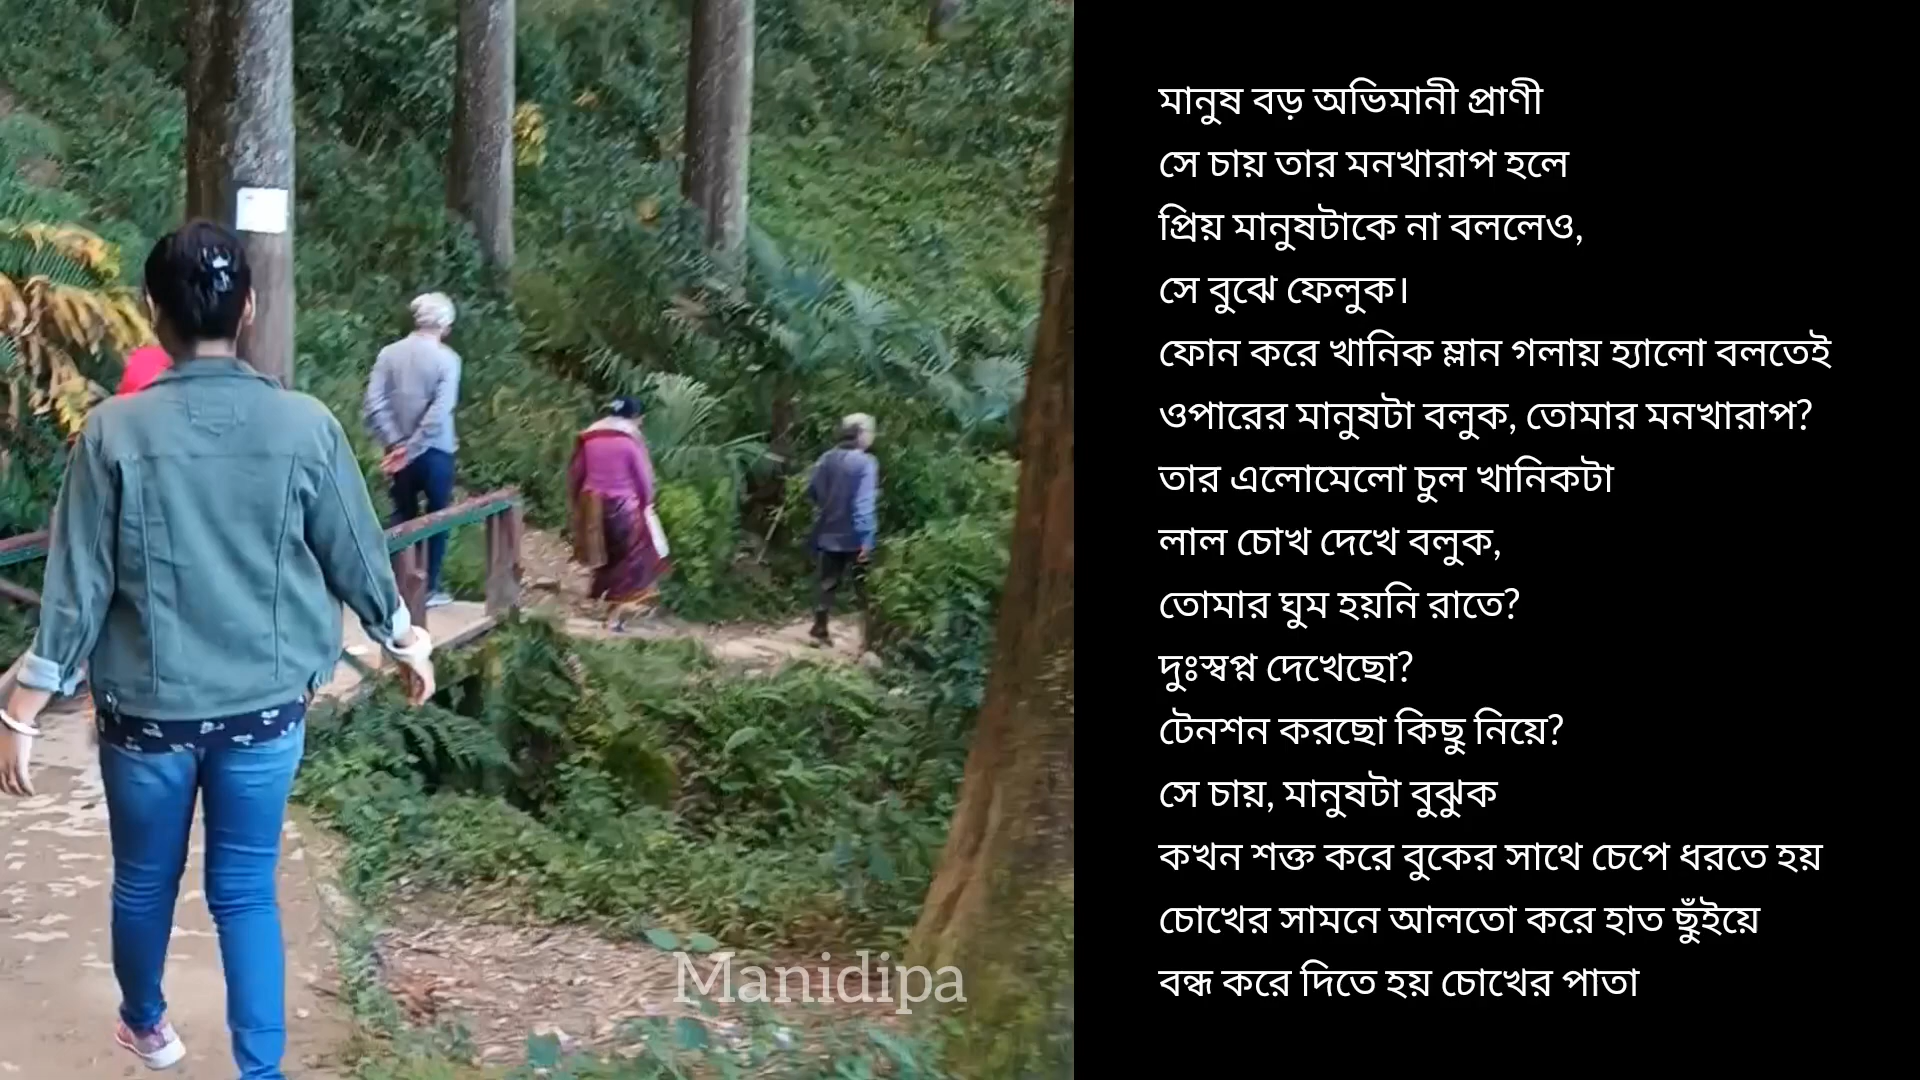 মানুষ বড় অভিমানী প্রাণী
সে চায় তার মনখারাপ হলে
প্রিয় মানুষটাকে না বললেও,
সে বুঝে ফেলুক।
ফোন করে খানিক ম্লান গলায় হ্যালো বলতেই
ওপারের মানুষটা বলুক, তোমার মনখারাপ?
তার এলোমেলো চুল খানিকটা
লাল চোখ দেখে বলুক,
তোমার ঘুম হয়নি রাতে?
দুঃস্বপ্ন দেখেছো?
টেনশন করছো কিছু নিয়ে?
সে চায়, মানুষটা বুঝুক
কখন শক্ত করে বুকের সাথে চেপে ধরতে হয়
চোখের সামনে আলতো করে হাত ছুঁইয়ে
বন্ধ করে দিতে হয় চোখের পাতা
Manidipa